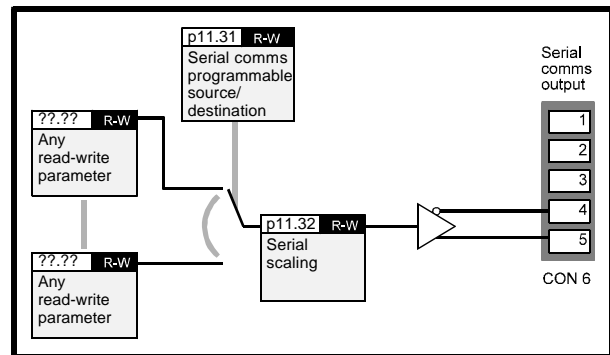 p11.31 R-W
Serial comms
programmable
source/
destination
Serial
comms
output
??.?? R-W
Any
read-write
parameter
1
2
3
4
5
p11.32 R-W
Serial
scaling
??.?? R-W
Any
read-write
parameter
CON 6